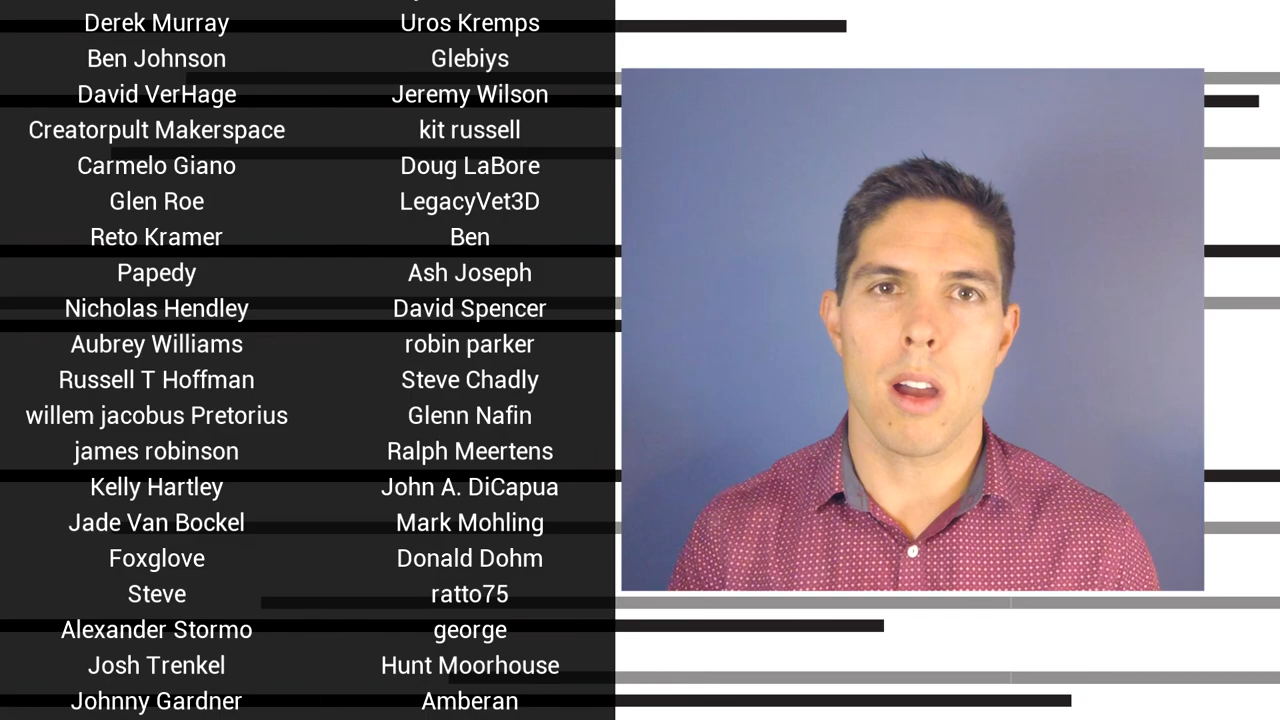 Derek Murray
Ben Johnson
David VerHage
Creatorpult Makerspace
Carmelo Giano
Glen Roe
Reto Kramer
Papedy
Nicholas Hendley
Aubrey Williams
Russell T Hoffman
willem jacobus Pretorius
james robinson
Kelly Hartley
Jade Van Bockel
Foxglove
Steve
Alexander Stormo
Josh Trenkel
Johnny Gardner
Uros Kremps
Glebiys
Jeremy Wilson
kit russell
Doug LaBore
LegacyVet3D
Ben
Ash Joseph
David Spencer
robin parker
Steve Chadly
Glenn Nafin
Ralph Meertens
John A. DiCapua
Mark Mohling
Donald Dohm
ratto75
george
Hunt Moorhouse
Amberan